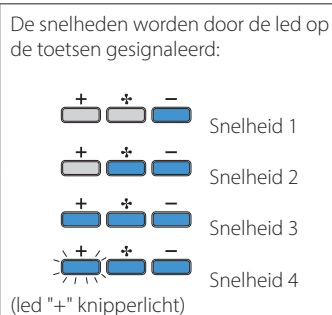 De snelheden worden door de led op
de toetsen gesignaleerd:
+ −
Snelheid 1
+ −
Snelheid 2
+ −
Snelheid 3
+ −
Snelheid 4
(led "+" knipperlicht)